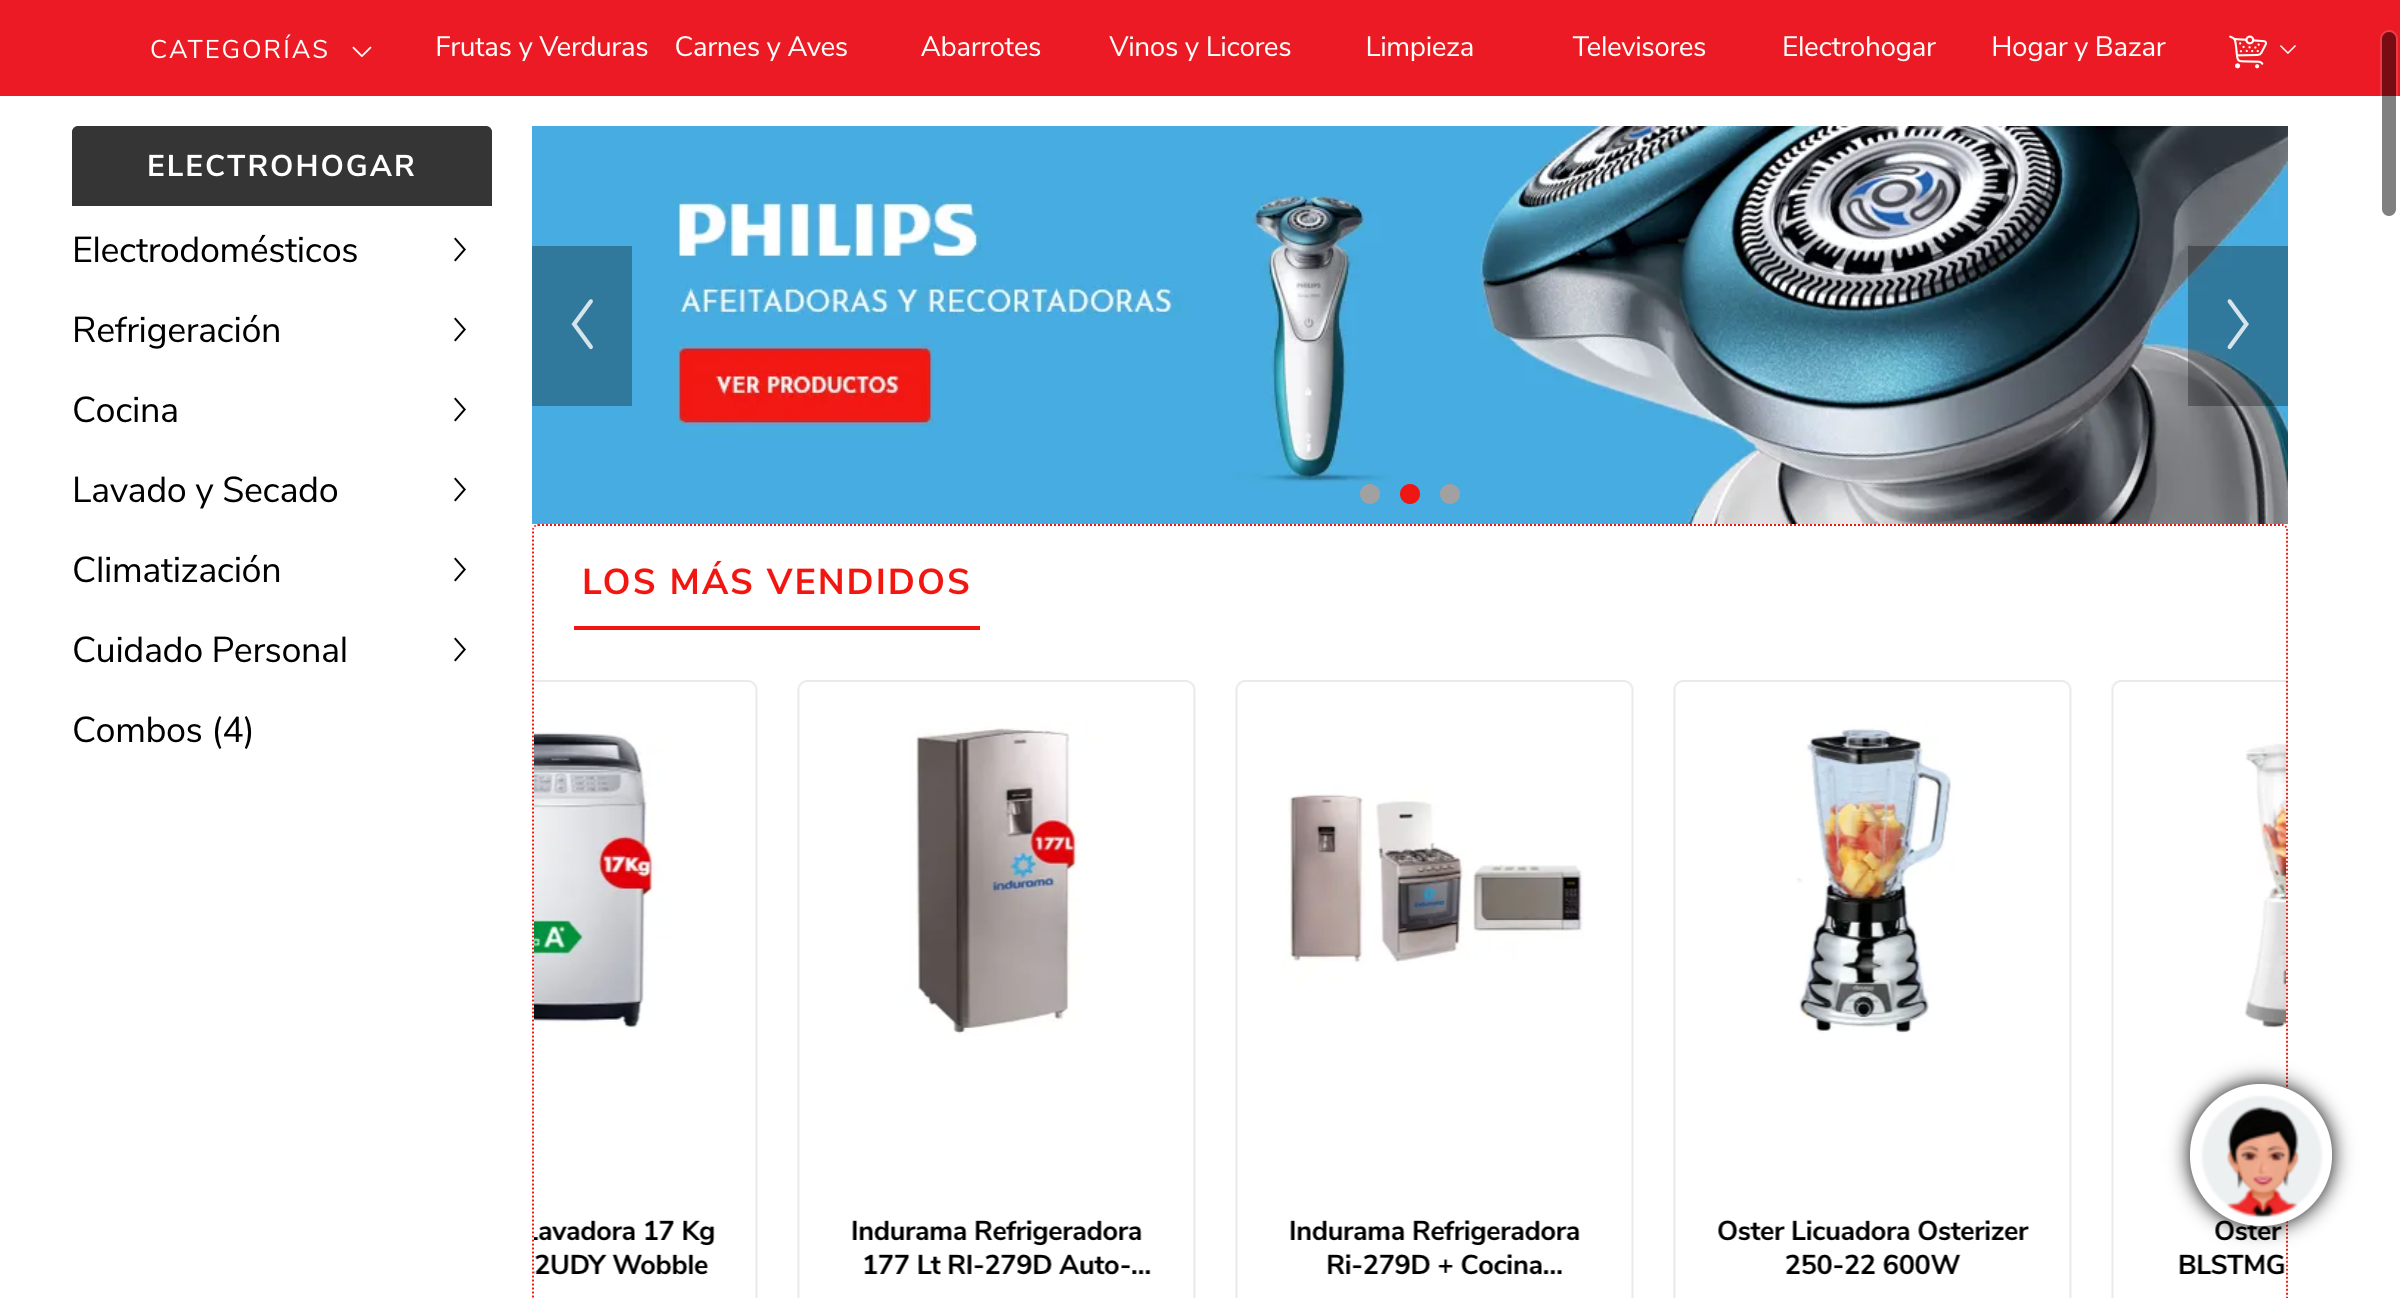 CATEGORÍAS
Frutas y Verduras
Carnes y Aves
Abarrotes
Vinos y Licores
Limpieza
Televisores
Electrohogar
Hogar y Bazar
ELECTROHOGAR
Electrodomésticos
Refrigeración
Cocina
Lavado y Secado
Climatización
Cuidado Personal
Combos (4)
PHILIPS
AFEITADORAS Y RECORTADORAS
VER PRODUCTOS
LOS MÁS VENDIDOS
17Kg
A+
177L
indurama
avadora 17 Kg
2UDY Wobble
Indurama Refrigeradora
177 Lt RI-279D Auto-...
Indurama Refrigeradora
Ri-279D + Cocina...
Oster Licuadora Osterizer
250-22 600W
Oster
BLSTMG